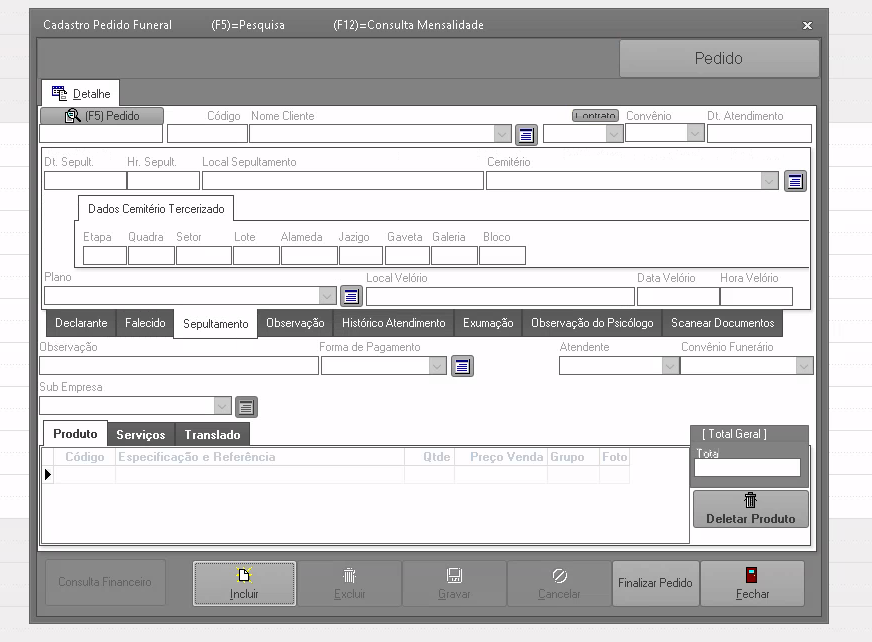 Cadastro Pedido Funeral (F5)=Pesquisa (F12)=Consulta Mensalidade
Pedido
Detalhe
(F5) Pedido Código Nome Cliente Contrato Convênio Dt. Atendimento
Dt. Sepult. Hr. Sepult. Local Sepultamento Cemitério
Dados Cemitério Tercerizado
Etapa Quadra Setor Lote Alameda Jazigo Gaveta Galeria Bloco
Plano Local Velório Data Velório Hora Velório
Declarante Falecido Sepultamento Observação Histórico Atendimento Exumação Observação do Psicólogo Scanear Documentos
Observação Forma de Pagamento Atendente Convênio Funerário
Sub Empresa
Produto Serviços Translado
[ Total Geral ]
Código Especificação e Referência Qtde Preço Venda Grupo Foto
Total
Deletar Produto
Consulta Financeiro Incluir Excluir Gravar Cancelar Finalizar Pedido Fechar